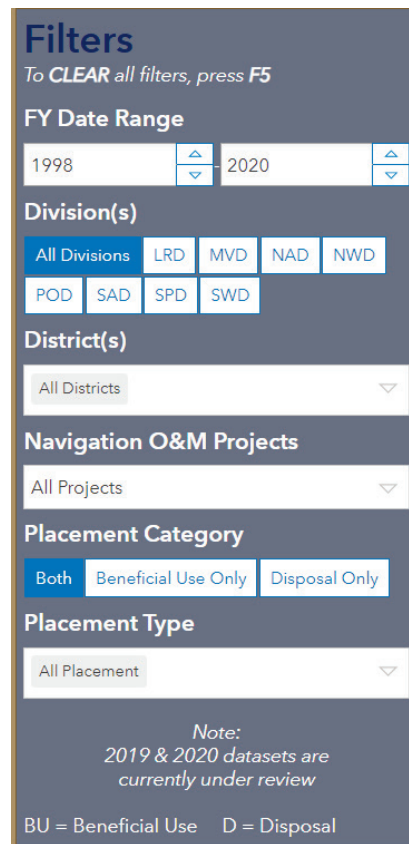 Filters
To CLEAR all filters, press F5
FY Date Range
1998 - 2020
Division(s)
All Divisions LRD MVD NAD NWD
POD SAD SPD SWD
District(s)
All Districts
Navigation O&M Projects
All Projects
Placement Category
Both Beneficial Use Only Disposal Only
Placement Type
All Placement
Note:
2019 & 2020 datasets are
currently under review
BU = Beneficial Use D = Disposal